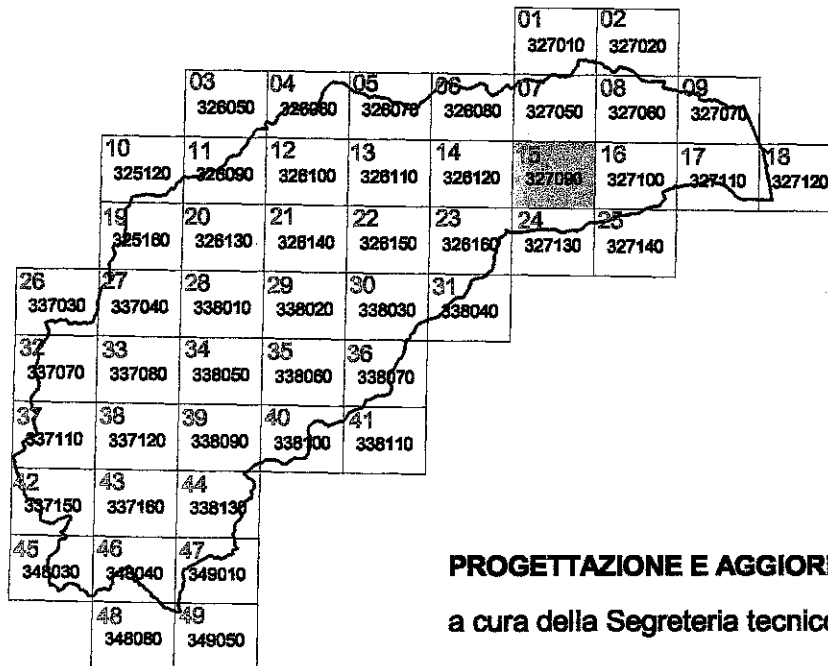 01 02
327010 327020
03 04 05 06 07 08 09
326050 326060 326070 326080 327050 327060 327070
10 11 12 13 14 15 16 17 18
325120 326090 326100 326110 326120 327090 327100 327110 327120
19 20 21 22 23 24 25
325160 326130 326140 326150 326160 327130 327140
26 27 28 29 30 31
337030 337040 338010 338020 338030 338040
32 33 34 35 36
337070 337080 338050 338060 338070
37 38 39 40 41
337110 337120 338090 338100 338110
42 43 44
337150 337160 338130
45 46 47
348030 348040 349010
48 49
348080 349050
PROGETTAZIONE E AGGIOR
a cura della Segreteria tecnico